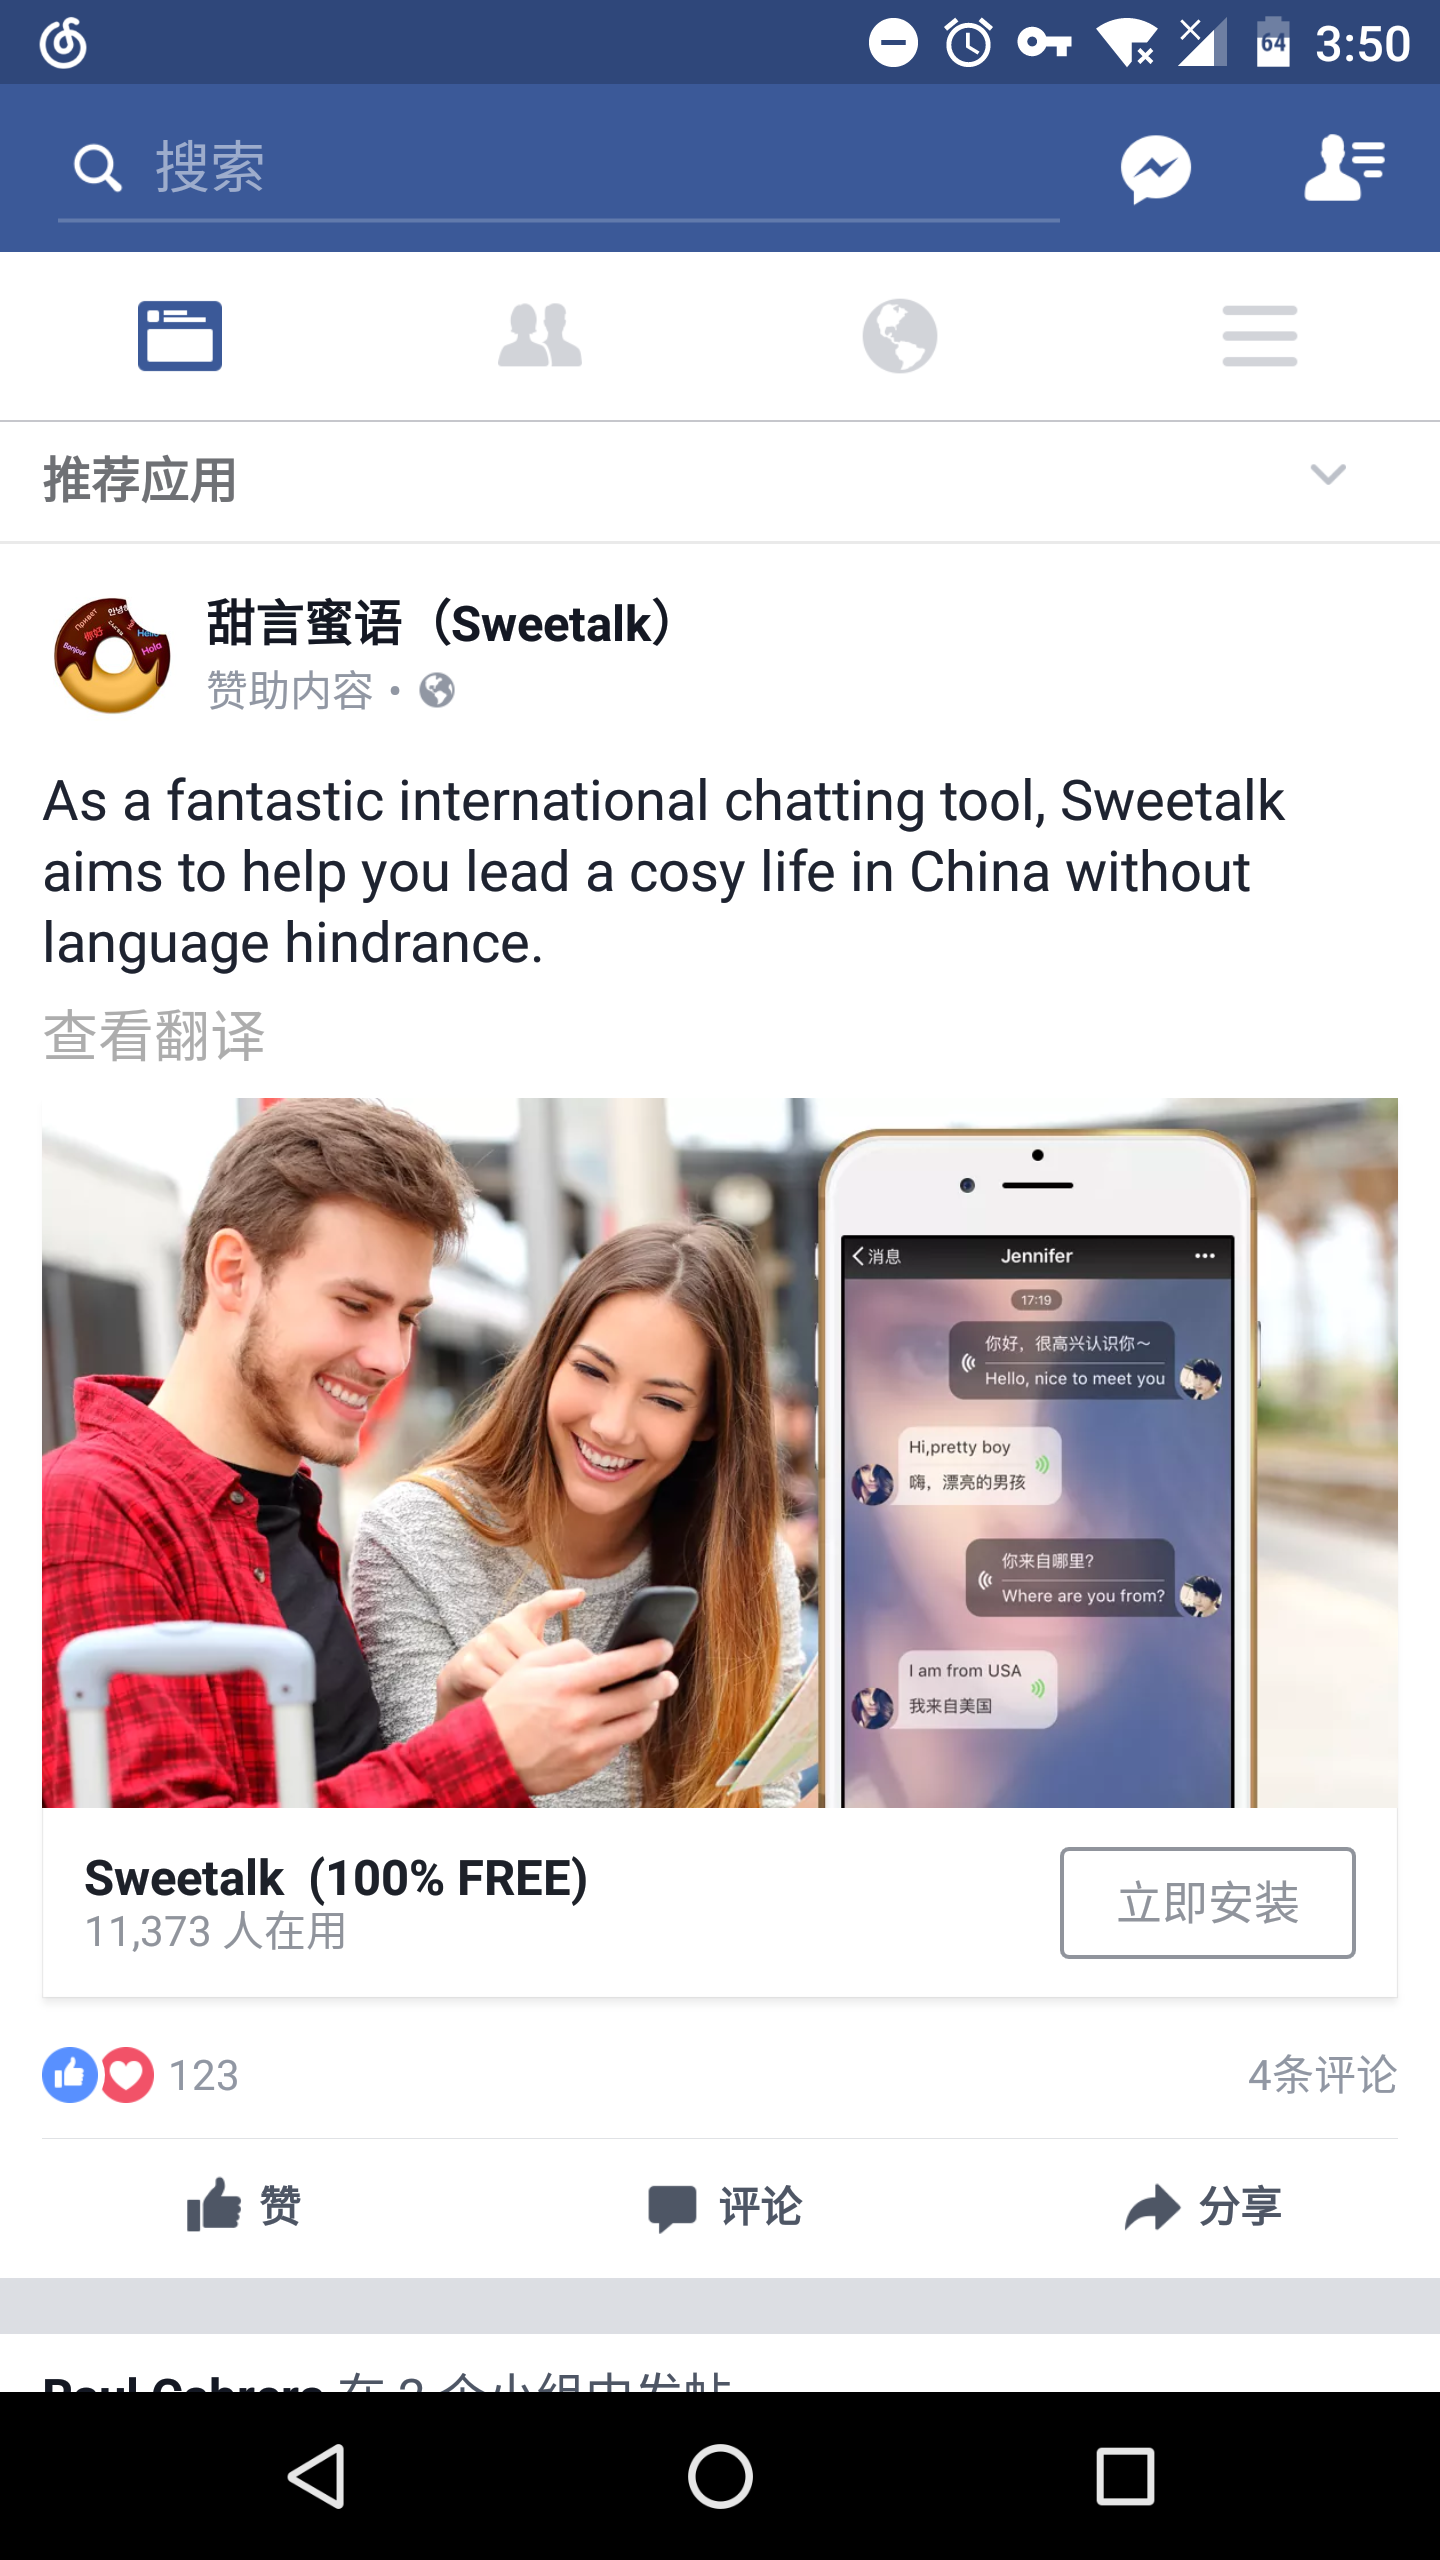 64 3:50
搜索
推荐应用
甜言蜜语（Sweetalk）
赞助内容 •
As a fantastic international chatting tool, Sweetalk
aims to help you lead a cosy life in China without
language hindrance.
查看翻译
消息 Jennifer
17:19
你好，很高兴认识你～
Hello, nice to meet you
Hi,pretty boy
嗨，漂亮的男孩
你来自哪里?
Where are you from?
I am from USA
我来自美国
Sweetalk (100% FREE)
11,373 人在用
立即安装
123 4条评论
赞 评论 分享